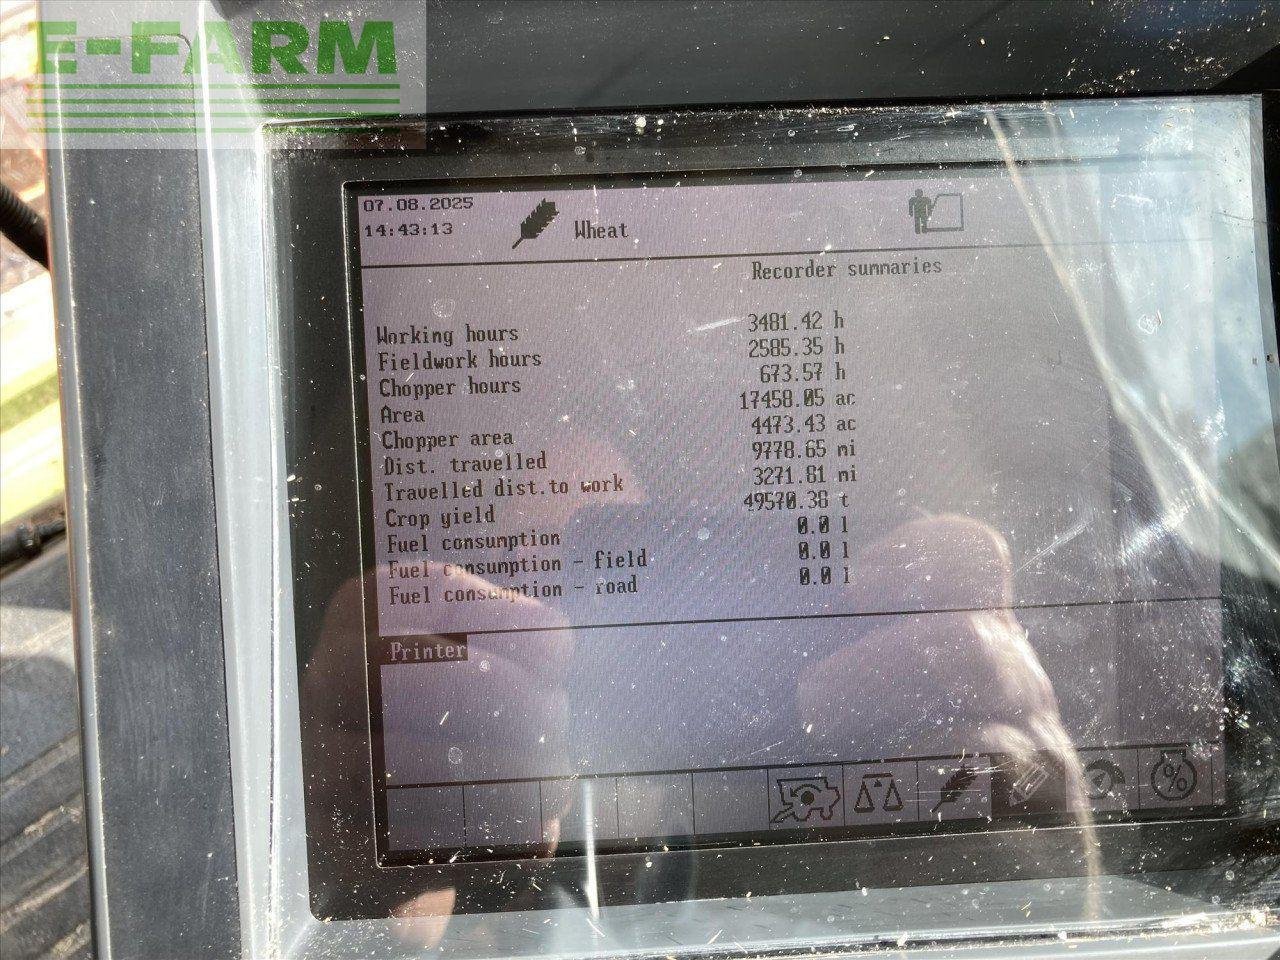 E-FARM
07.08.2025
14:43:13
Wheat
Recorder summaries
Working hours 3481.42 h
Fieldwork hours 2585.35 h
Chopper hours 673.57 h
Area 17458.05 ac
Chopper area 4473.43 ac
Dist. travelled 9778.65 mi
Travelled dist.to work 3271.81 mi
Crop yield 49570.38 t
Fuel consumption 0.0 l
Fuel consumption - field 0.0 l
Fuel consumption - road 0.0 l
Printer
%